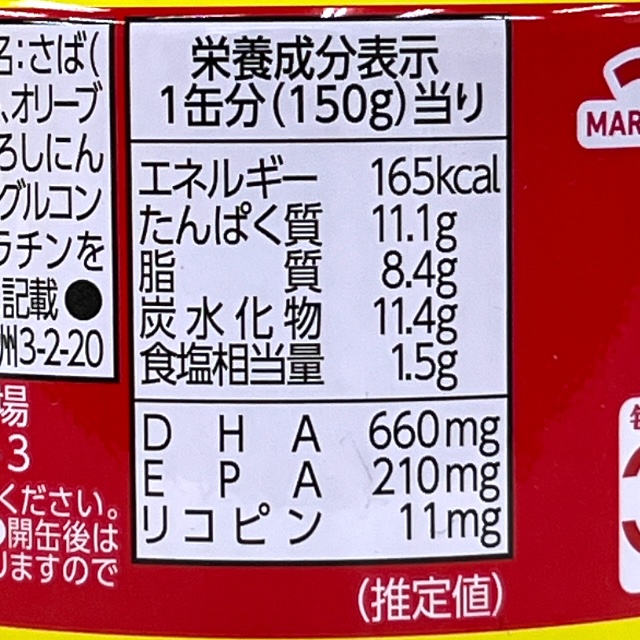 名:さば(
、オリーブ
ろしにん
グルコン
ラチンを
記載●
州3-2-20
場
3
ください。
●開缶後は
りますので
栄養成分表示
1缶分(150g)当り
エネルギー 165kcal
たんぱく質 11.1g
脂質 8.4g
炭水化物 11.4g
食塩相当量 1.5g
DHA 660mg
EPA 210mg
リコピン 11mg
(推定値)
MAR